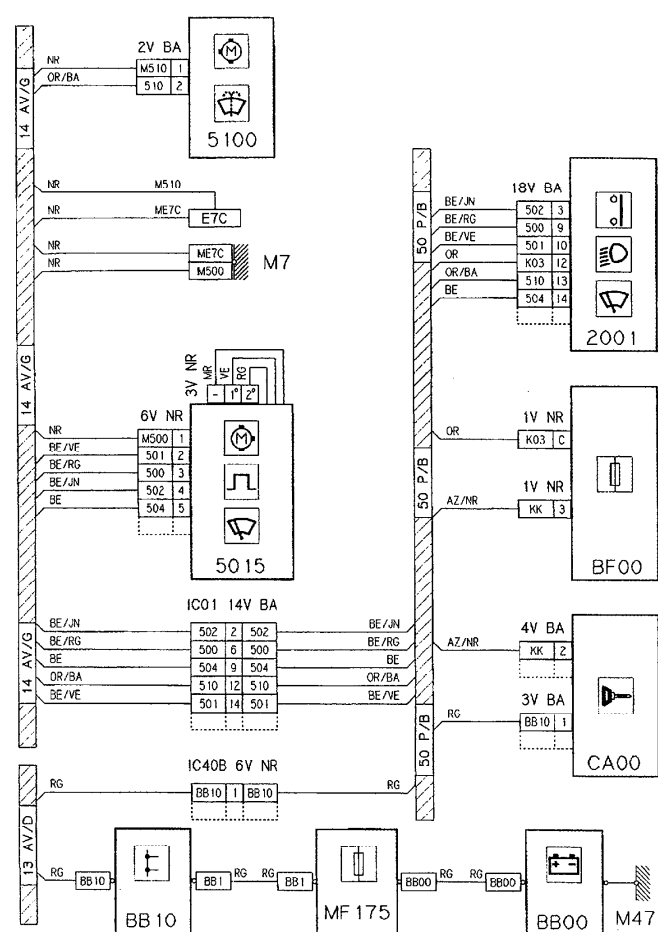 2V BA
NR M510 1
OR/BA 510 2
5100
14 AV/G
NR M510
NR ME7C E7C
NR ME7C
NR M500
M7
14 AV/G
3V NR
MR VE RG
- 1° 2°
6V NR
NR M500 1
BE/VE 501 2
BE/RG 500 3
BE/JN 502 4
BE 504 5
5015
50 P/B
18V BA
BE/JN 502 3
BE/RG 500 9
BE/VE 501 10
OR K03 12
OR/BA 510 13
BE 504 14
2001
1V NR
OR K03 C
50 P/B
1V NR
AZ/NR KK 3
BF00
IC01 14V BA
14 AV/G
BE/JN 502 2 502 BE/JN
BE/RG 500 6 500 BE/RG
BE 504 9 504 BE
OR/BA 510 12 510 OR/BA
BE/VE 501 14 501 BE/VE
4V BA
AZ/NR KK 2
3V BA
RG BB10 1
50 P/B
CA00
IC40B 6V NR
RG BB10 1 BB10 RG
13 AV/D
RG BB10 BB1 RG RG BB1 BB00 RG RG BB00
M
M
BB10 MF175 BB00 M47